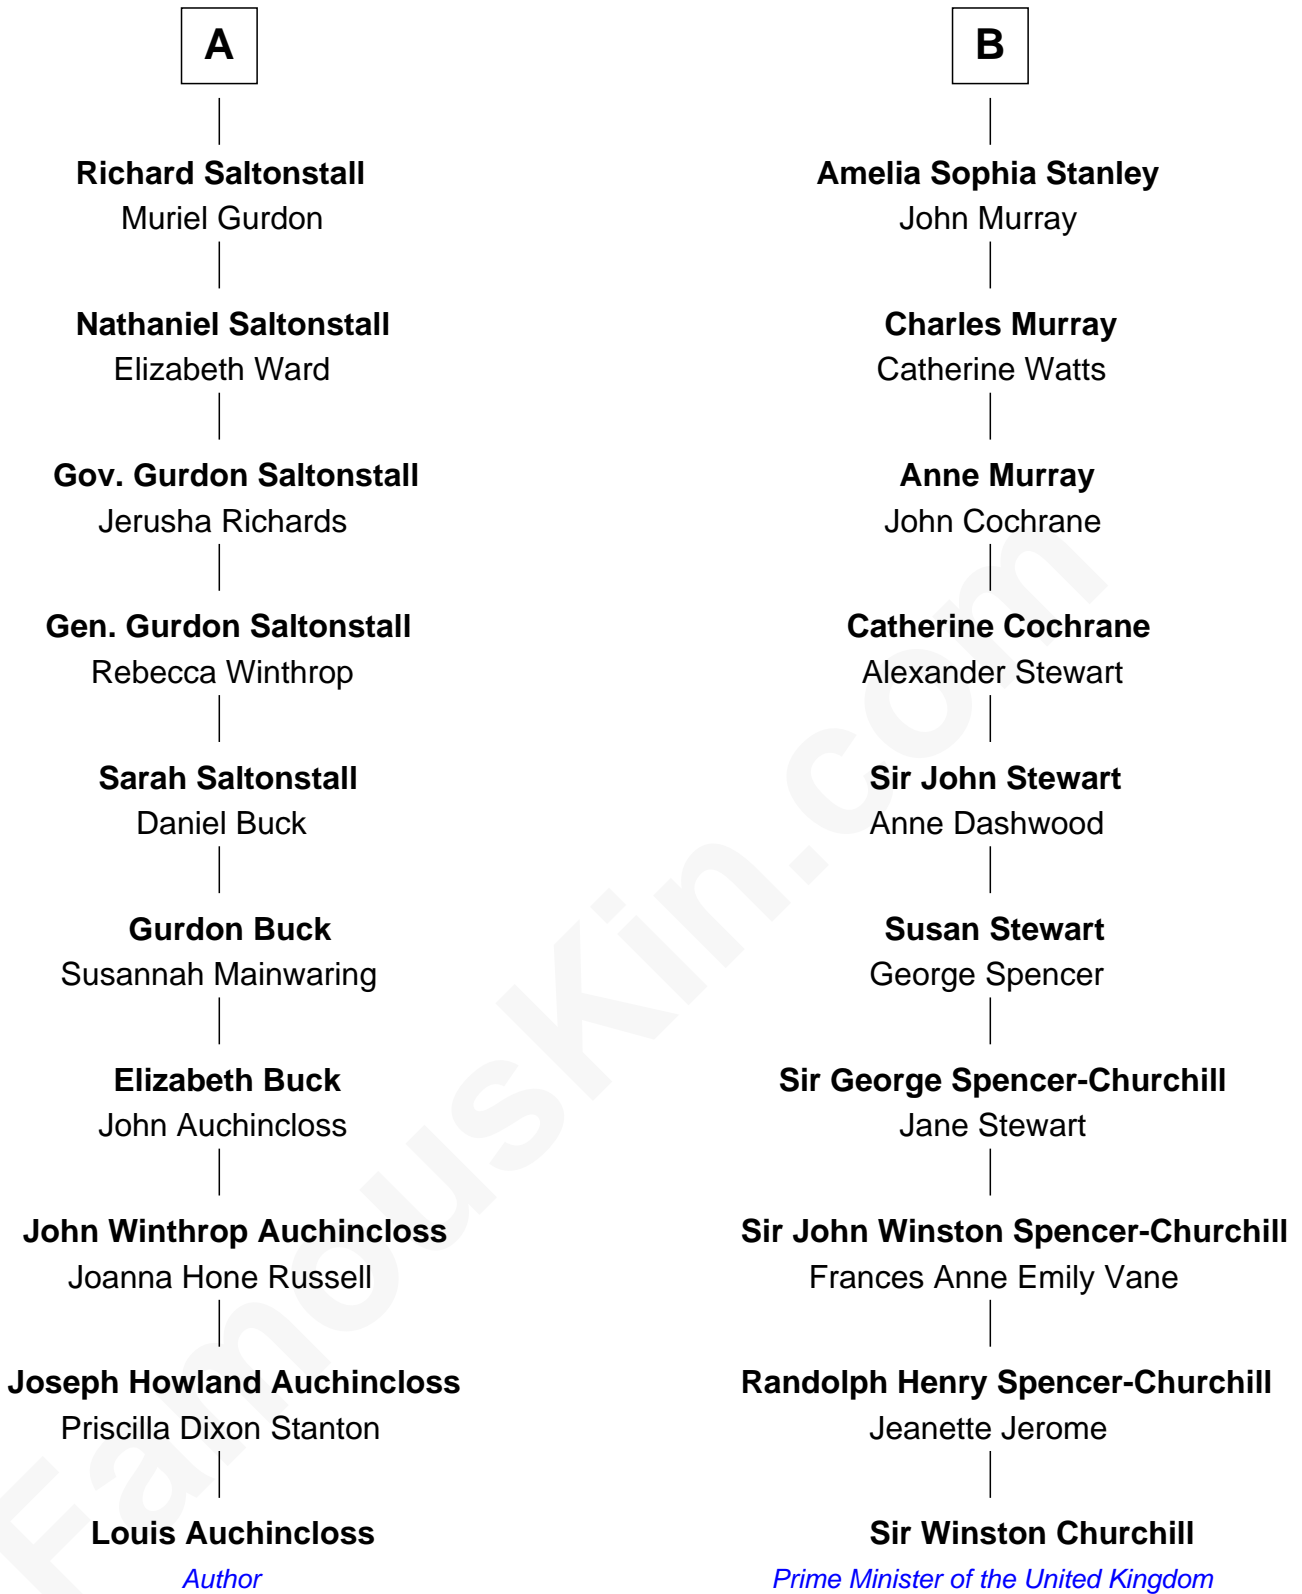 A
Richard Saltonstall
Muriel Gurdon
Nathaniel Saltonstall
Elizabeth Ward
Gov. Gurdon Saltonstall
Jerusha Richards
Gen. Gurdon Saltonstall
Rebecca Winthrop
Sarah Saltonstall
Daniel Buck
Gurdon Buck
Susannah Mainwaring
Elizabeth Buck
John Auchincloss
John Winthrop Auchincloss
Joanna Hone Russell
Joseph Howland Auchincloss
Priscilla Dixon Stanton
Louis Auchincloss
Author
B
Amelia Sophia Stanley
John Murray
Charles Murray
Catherine Watts
Anne Murray
John Cochrane
Catherine Cochrane
Alexander Stewart
Sir John Stewart
Anne Dashwood
Susan Stewart
George Spencer
Sir George Spencer-Churchill
Jane Stewart
Sir John Winston Spencer-Churchill
Frances Anne Emily Vane
Randolph Henry Spencer-Churchill
Jeanette Jerome
Sir Winston Churchill
Prime Minister of the United Kingdom
FamousKin.com